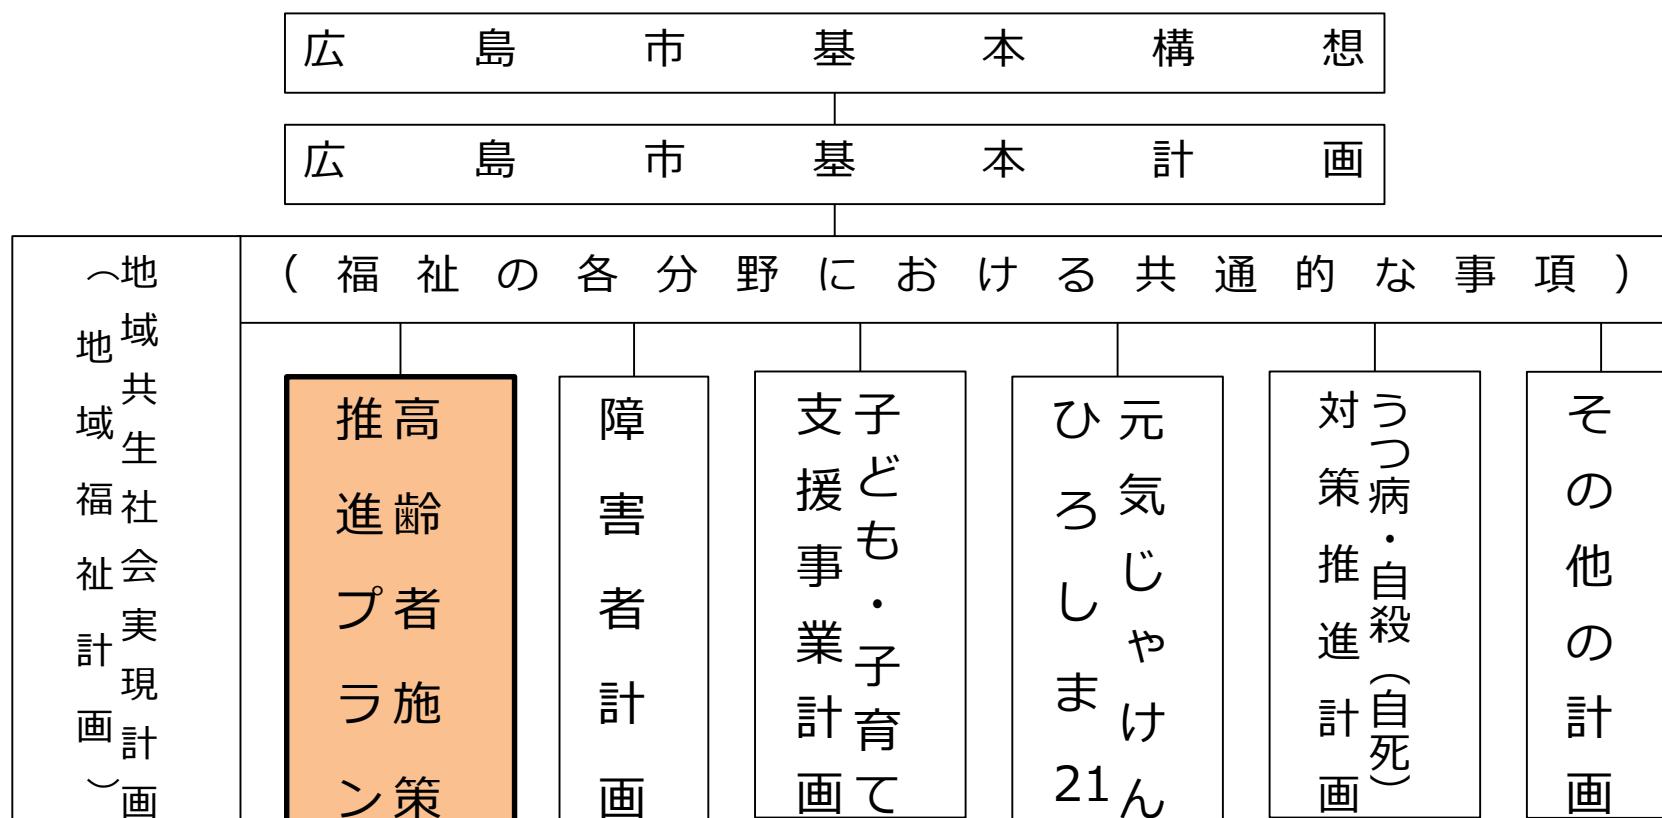 広島市基本構想
広島市基本計画
地域共生社会実現計画
（地域福祉計画）
（福祉の各分野における共通的な事項）
高齢者施策
推進プラン
障害者計画
子ども・子育て
支援事業計画
元気じゃけん
ひろしま21
うつ病・自殺（自死）
対策推進計画
その他の計画